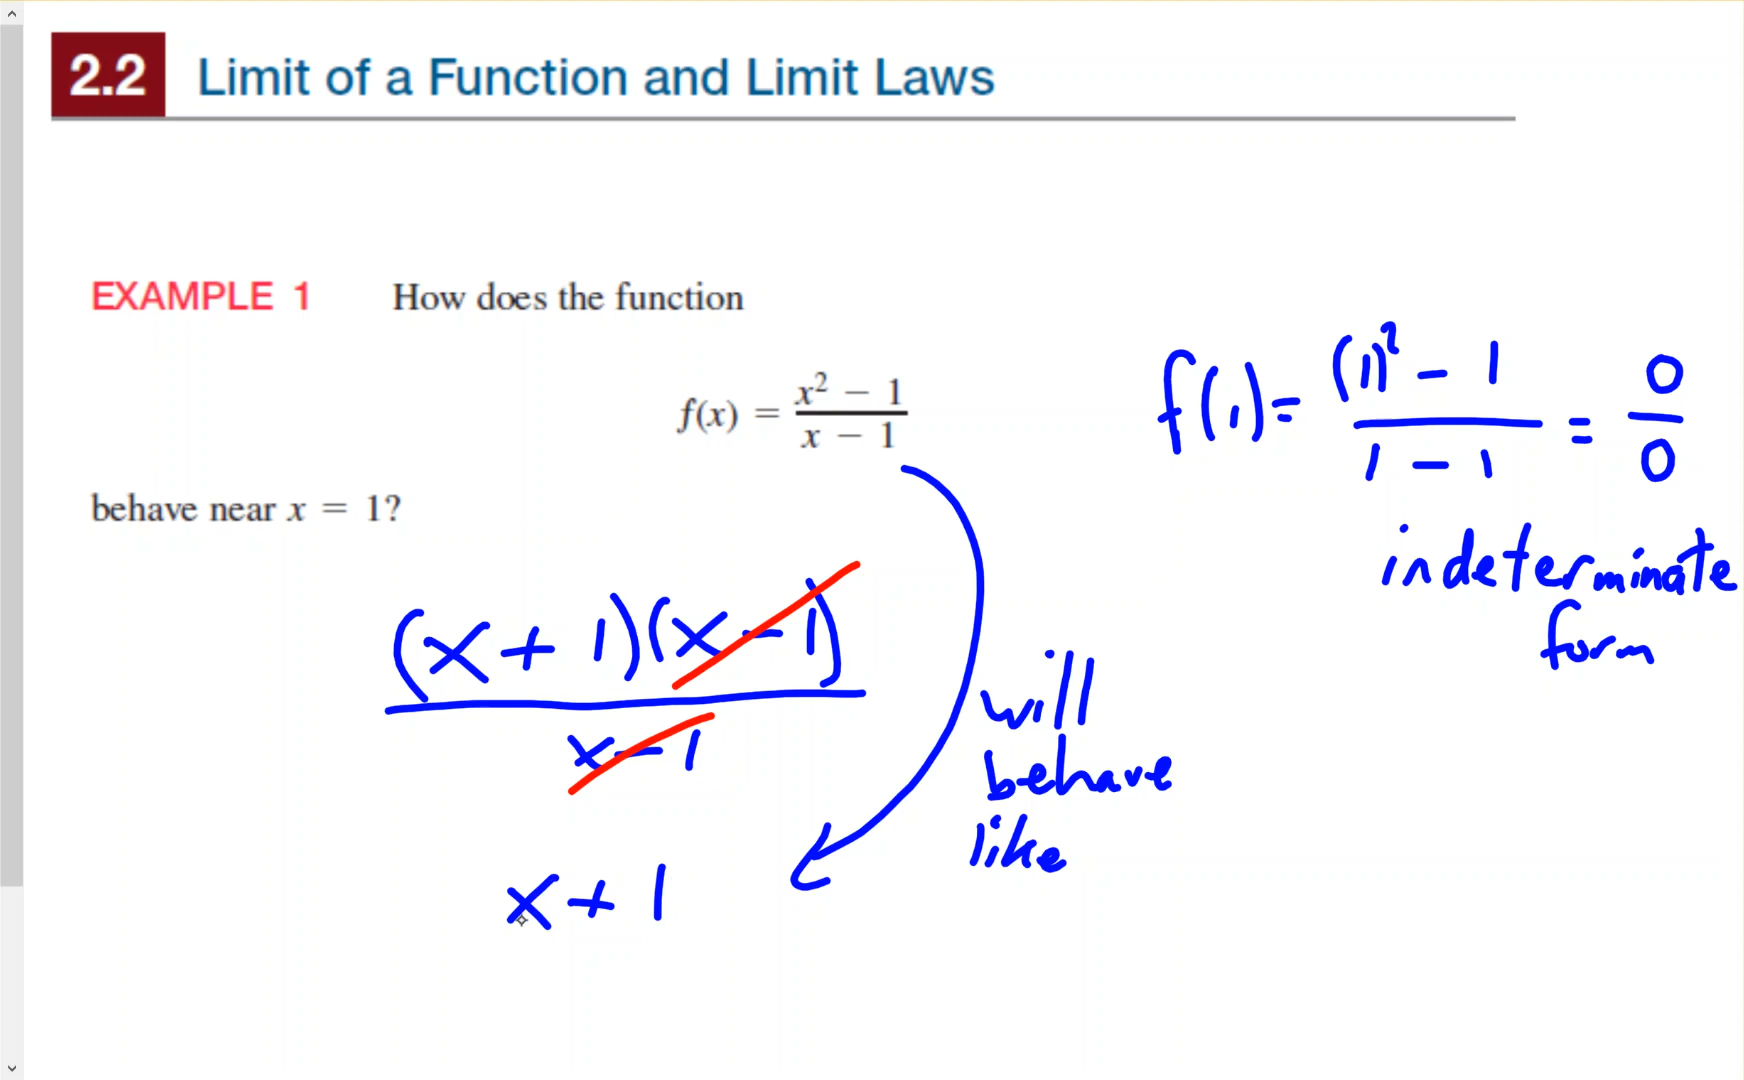 2.2 Limit of a Function and Limit Laws
EXAMPLE 1 How does the function
f(x) = (x² − 1)/(x − 1)
behave near x = 1?
f(1) = ((1)² − 1)/(1 − 1) = 0/0
indeterminate
form
(x + 1)(x − 1)
x − 1
will
behave
like
x + 1